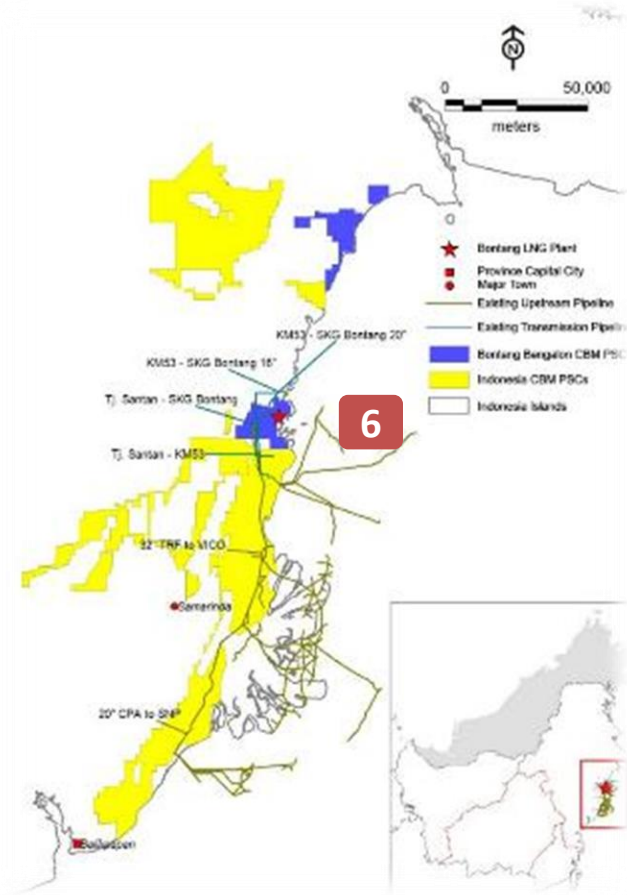 N
0 50,000
meters
Bontang LNG Plant
Province Capital City
Major Town
Existing Upstream Pipeline
Existing Transmission Pipelin
Bontang Bengalon CBM PSC
Indonesia CBM PSCs
Indonesia Islands
KM53 - SKG Bontang 20"
KM53 - SKG Bontang 16"
Tj. Santan - SKG Bontang
6
Tj. Santan - KM53
32" TRF to VICO
Samarinda
20" CPA to SNP